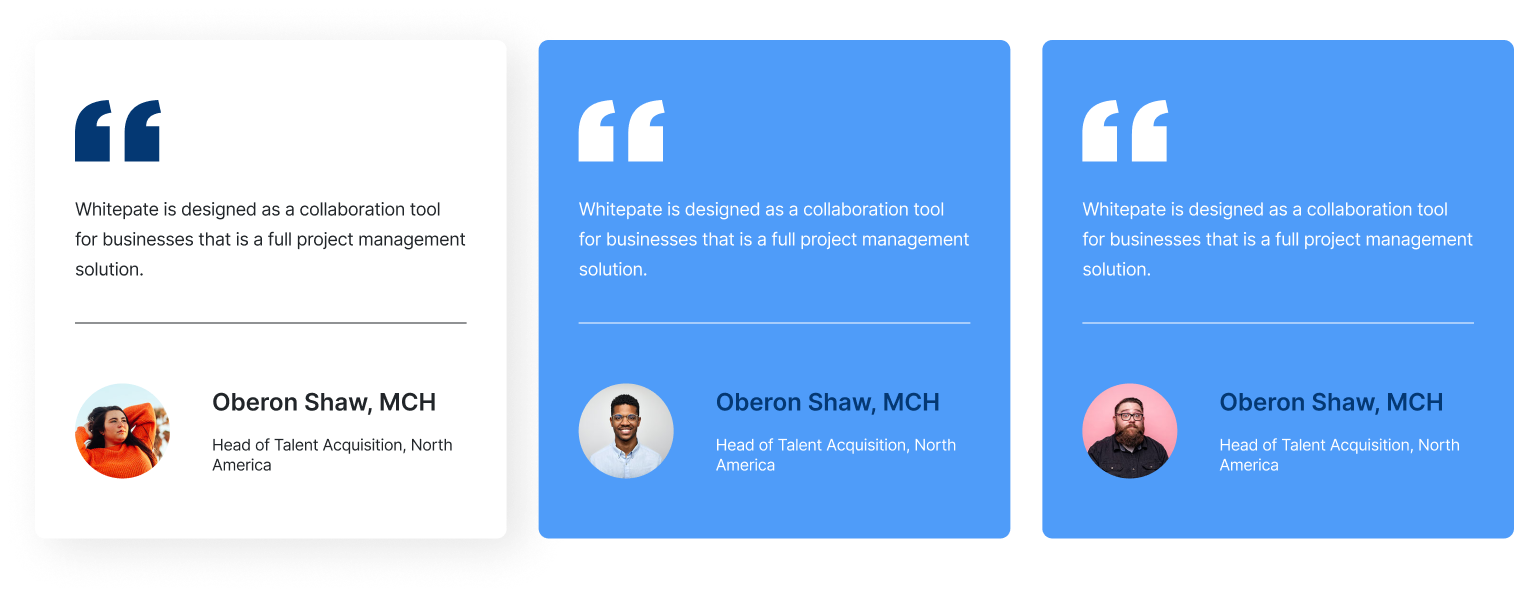 Whitepate is designed as a collaboration tool
for businesses that is a full project management
solution.
Oberon Shaw, MCH
Head of Talent Acquisition, North
America
Whitepate is designed as a collaboration tool
for businesses that is a full project management
solution.
Oberon Shaw, MCH
Head of Talent Acquisition, North
America
Whitepate is designed as a collaboration tool
for businesses that is a full project management
solution.
Oberon Shaw, MCH
Head of Talent Acquisition, North
America